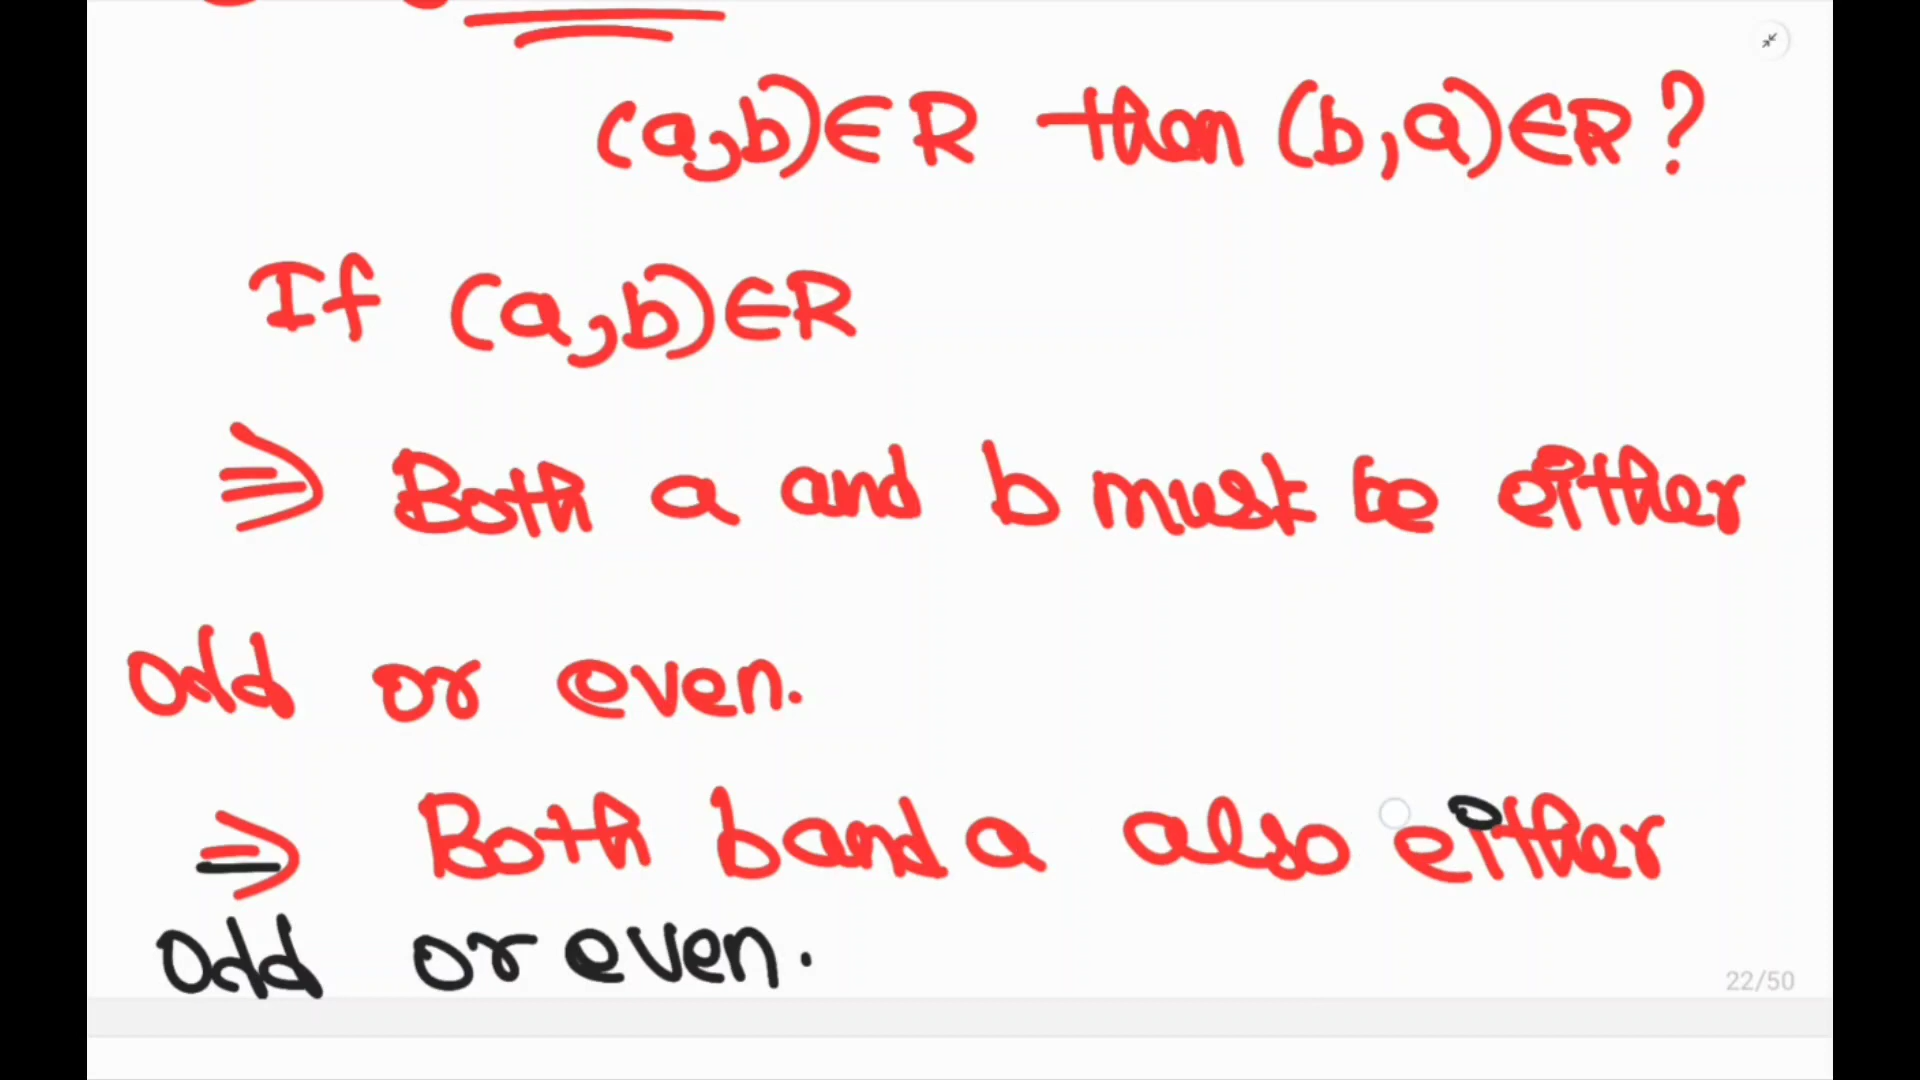 (a,b)∈R then (b,a)∈R?
If (a,b)∈R
⇒ Both a and b must be either
odd or even.
⇒ Both b and a also either
odd or even.
22/50